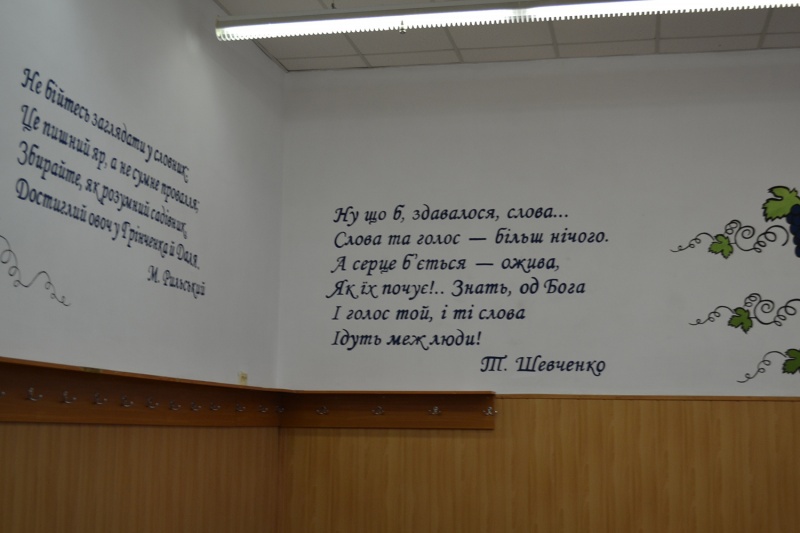 Не бійтесь заглядати у словник:
Це пишний яр, а не сумне провалля;
Збирайте, як розумний садівник,
Достиглий овоч у Грінченка й Даля.
М. Рильський
Ну що б, здавалося, слова...
Слова та голос — більш нічого.
А серце б'ється — ожива,
Як їх почує!.. Знать, од Бога
І голос той, і ті слова
Ідуть меж люди!
Т. Шевченко